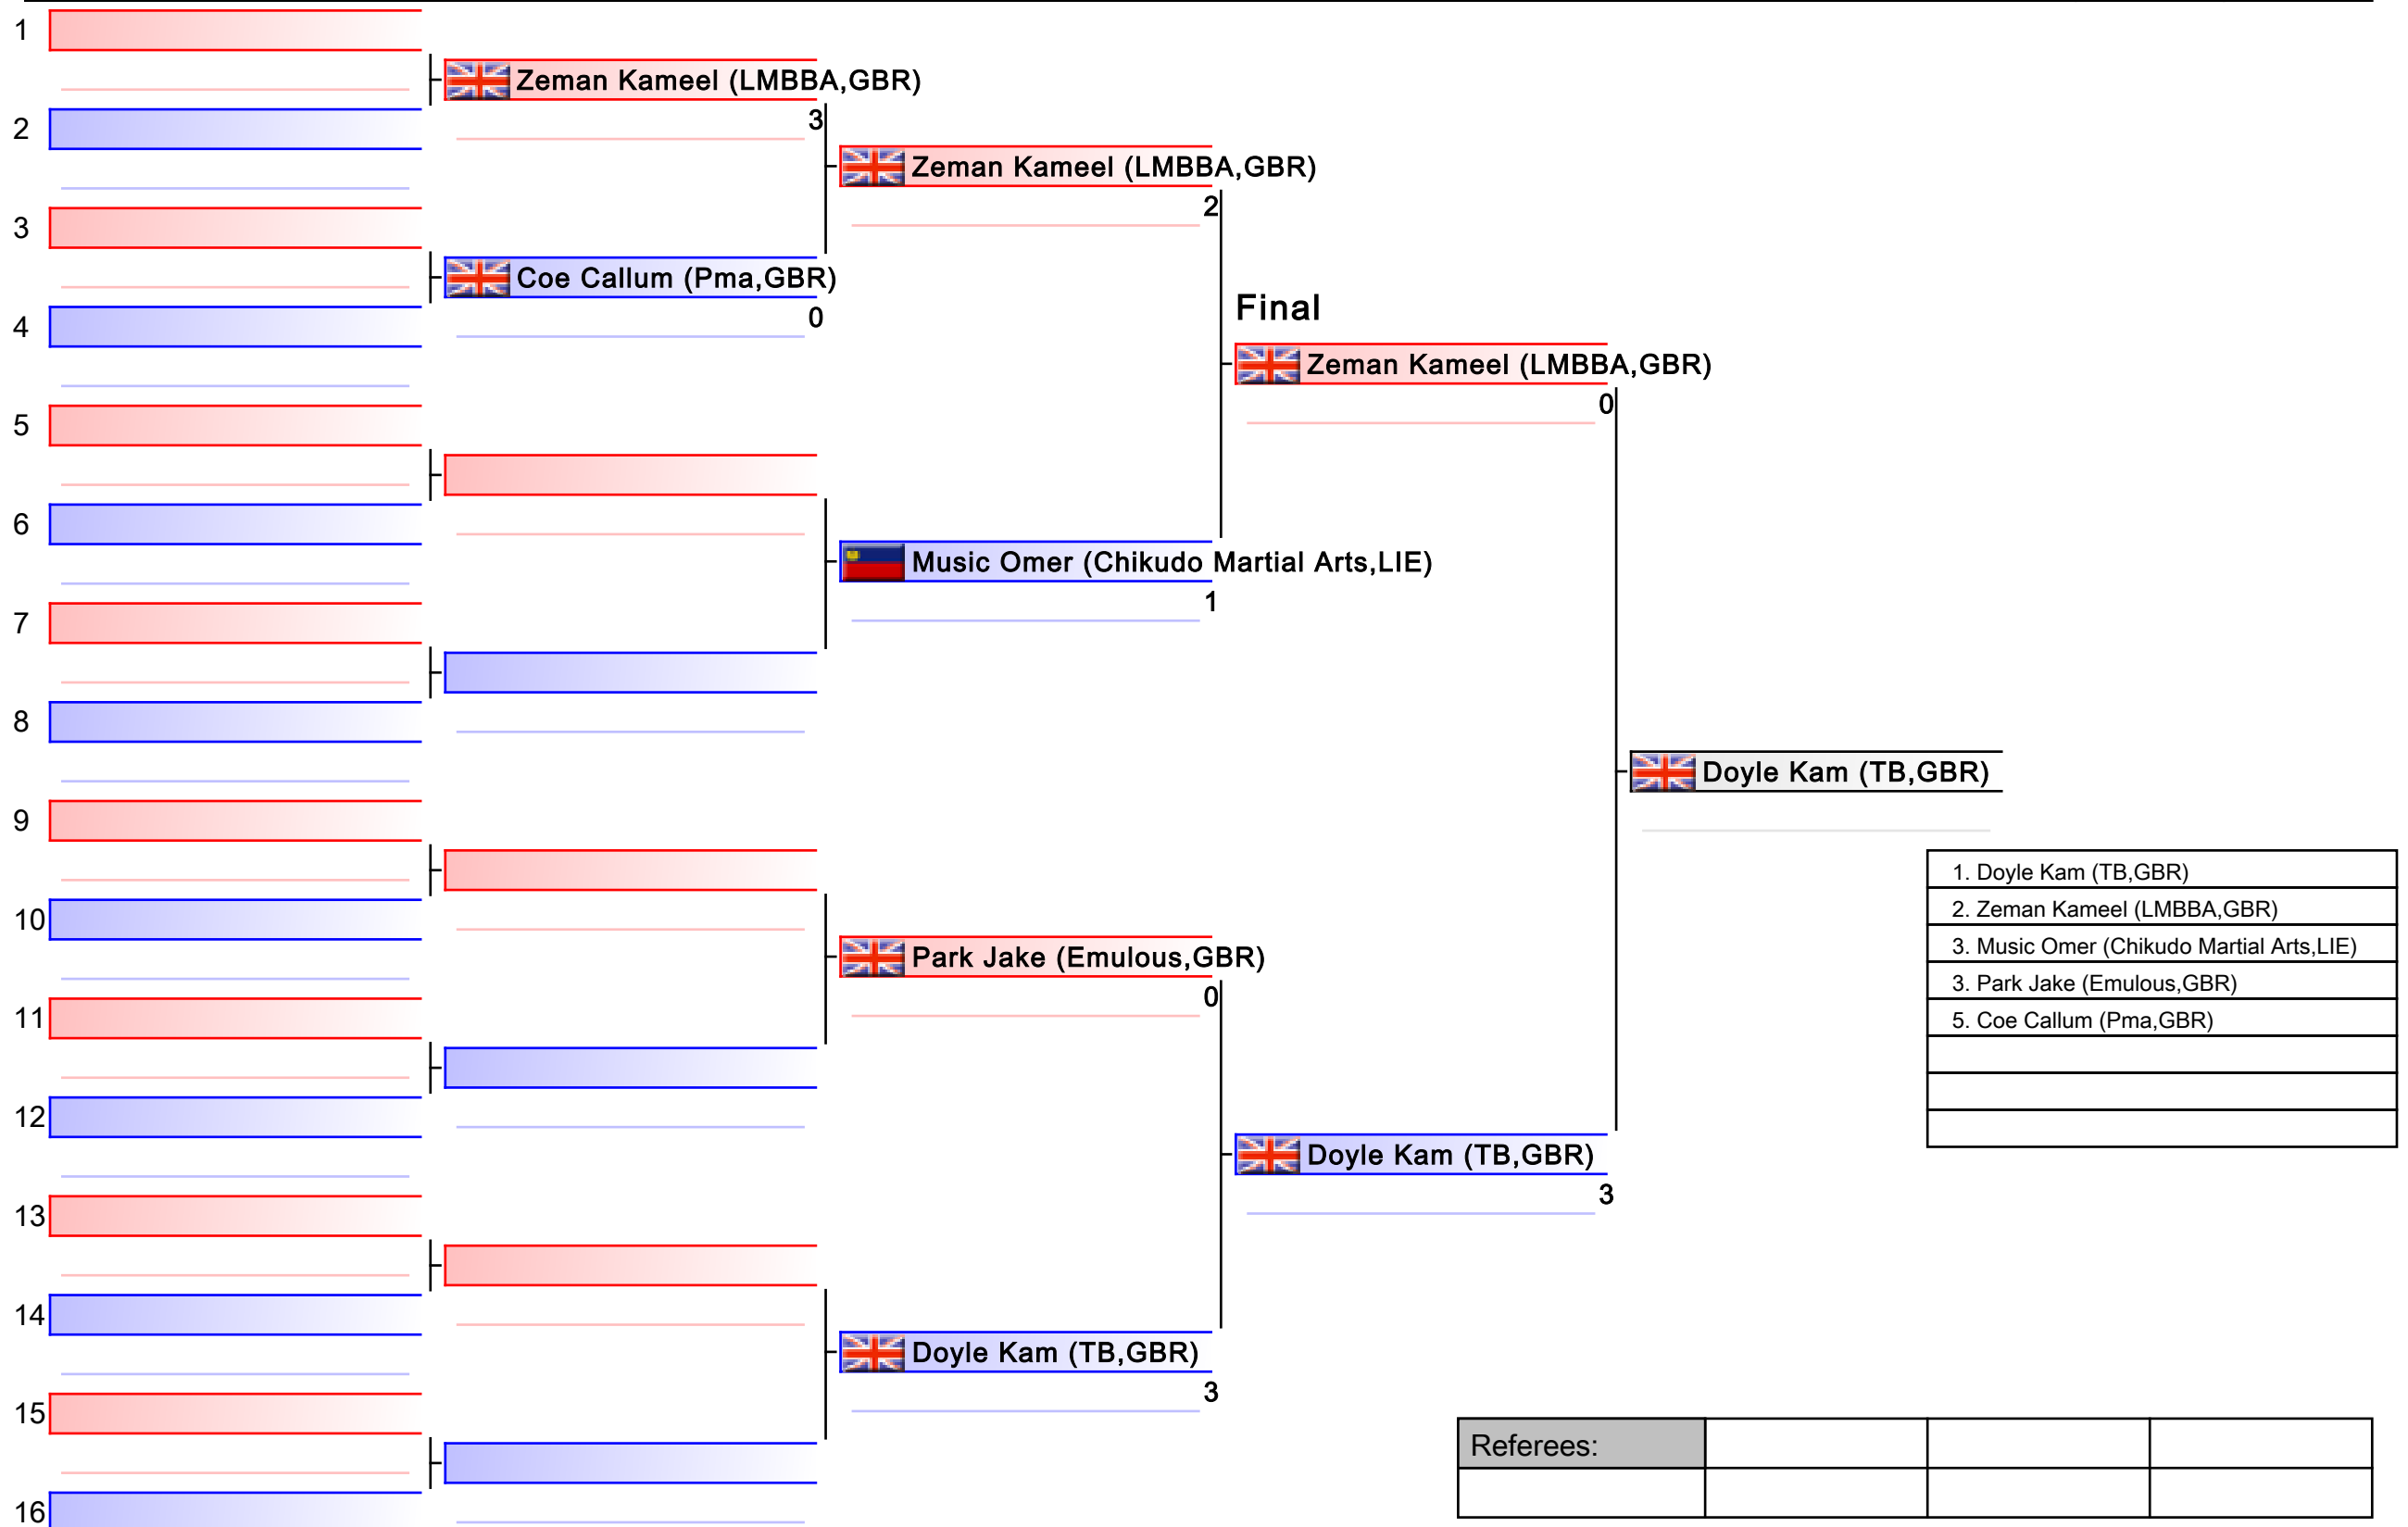 1
Zeman Kameel (LMBBA,GBR)
3
2
Zeman Kameel (LMBBA,GBR)
2
3
Coe Callum (Pma,GBR)
0
4
Final
Zeman Kameel (LMBBA,GBR)
0
5
6
Music Omer (Chikudo Martial Arts,LIE)
1
7
8
Doyle Kam (TB,GBR)
9
1. Doyle Kam (TB,GBR)
2. Zeman Kameel (LMBBA,GBR)
3. Music Omer (Chikudo Martial Arts,LIE)
3. Park Jake (Emulous,GBR)
5. Coe Callum (Pma,GBR)
10
Park Jake (Emulous,GBR)
0
11
12
Doyle Kam (TB,GBR)
3
13
14
Doyle Kam (TB,GBR)
3
15
Referees:
16